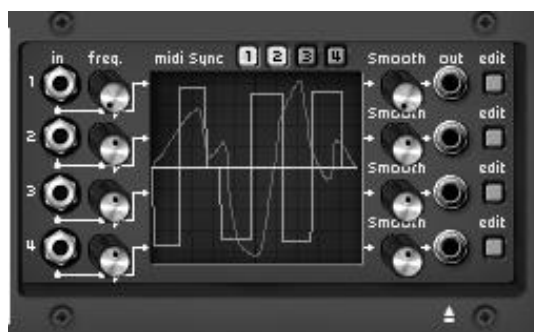 in freq. midi Sync 1 2 3 4 Smooth out edit
1
Smooth edit
2
Smooth edit
3
Smooth edit
4